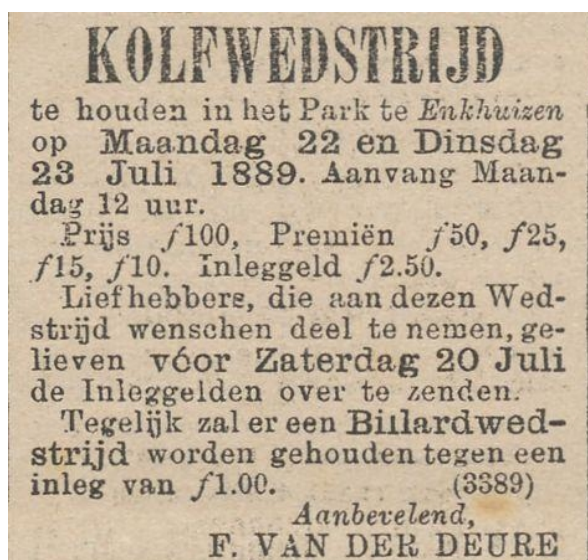 KOLFWEDSTRIJD
te houden in het Park te Enkhuizen
op Maandag 22 en Dinsdag
23 Juli 1889. Aanvang Maan-
dag 12 uur.
Prijs f100, Premiën f50, f25,
f15, f10. Inleggeld f2.50.
Liefhebbers, die aan dezen Wed-
strijd wenschen deel te nemen, ge-
lieven vóor Zaterdag 20 Juli
de Inleggelden over te zenden.
Tegelijk zal er een Billardwed-
strijd worden gehouden tegen een
inleg van f1.00. (3389)
Aanbevelend,
F. VAN DER DEURE